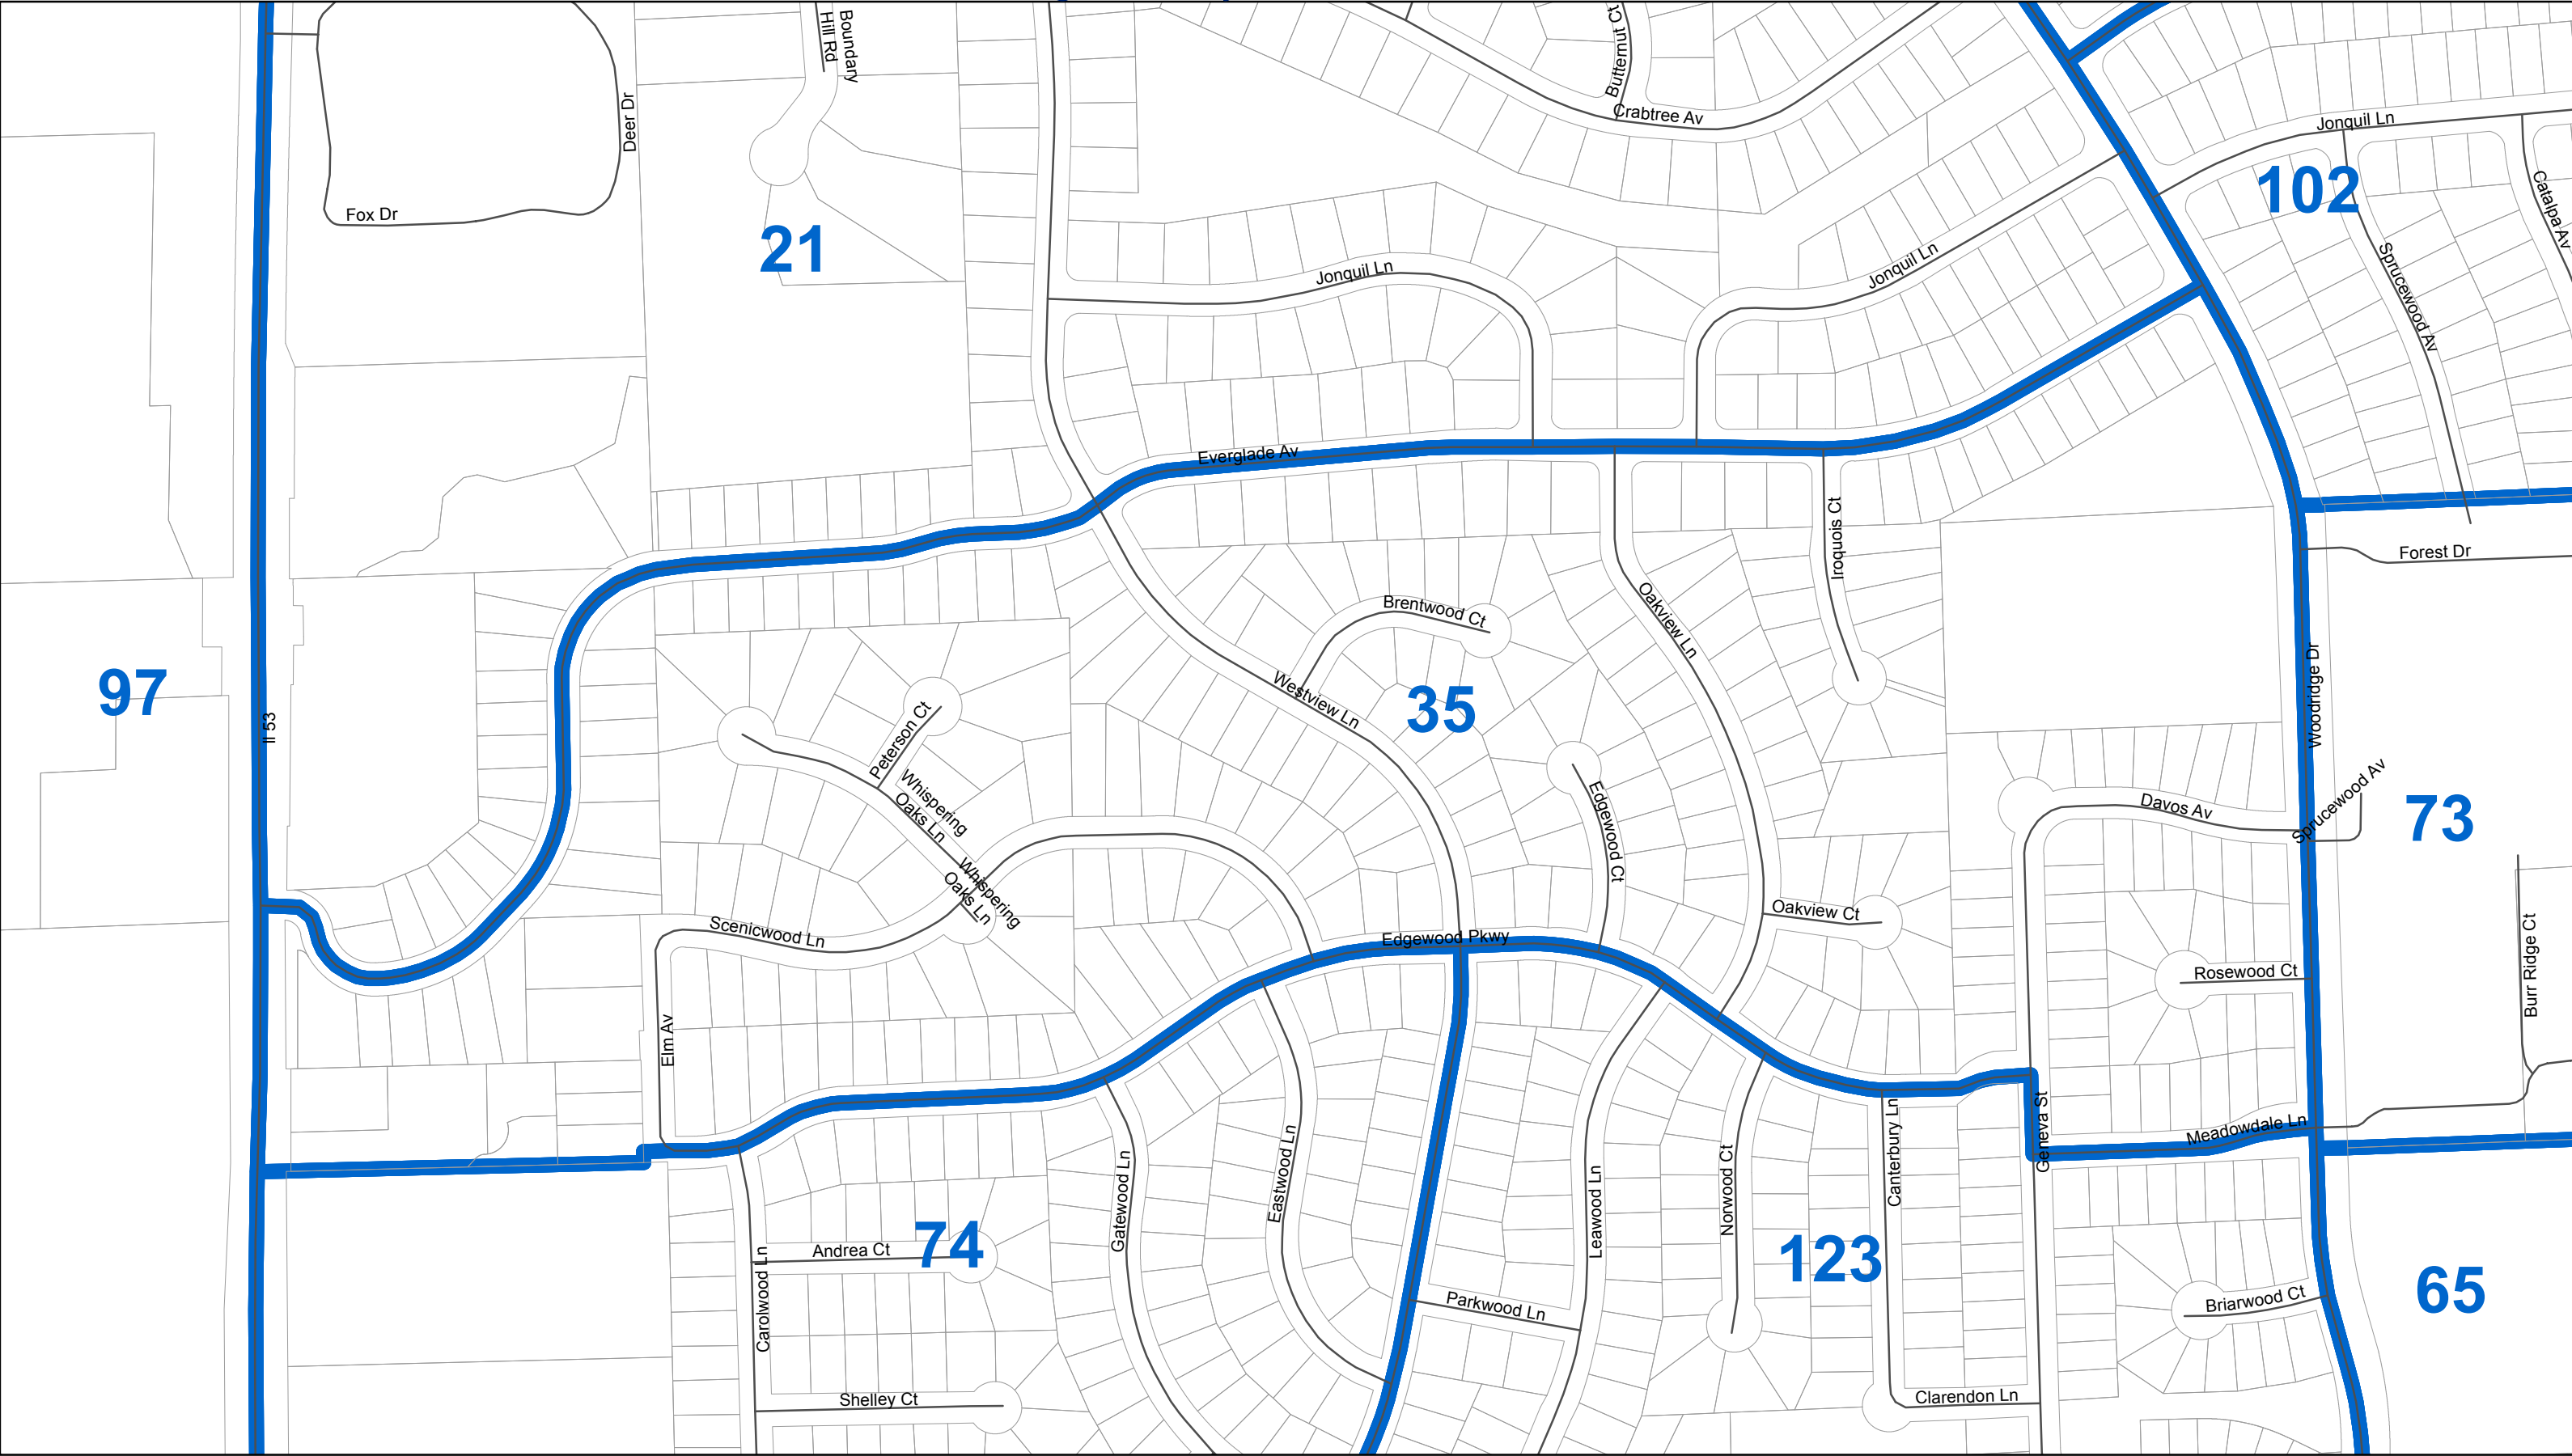 Boundary
Hill Rd
Butternut Ct
Crabtree Av
Deer Dr
Jonquil Ln
102
Catalpa Av
Fox Dr
21
Jonquil Ln
Jonquil Ln
Sprucewood Av
Everglade Av
Iroquois Ct
Forest Dr
Brentwood Ct
Oakview Ln
97
Il 53
Westview Ln
35
Woodridge Dr
Peterson Ct
Whispering
Oaks Ln
Edgewood Ct
Davos Av
Sprucewood Av
73
Whispering
Oaks Ln
Scenicwood Ln
Edgewood Pkwy
Oakview Ct
Rosewood Ct
Burr Ridge Ct
Elm Av
Geneva St
Meadowdale Ln
Canterbury Ln
Gatewood Ln
Eastwood Ln
Leawood Ln
Norwood Ct
74
Andrea Ct
123
65
Carolwood Ln
Parkwood Ln
Briarwood Ct
Shelley Ct
Clarendon Ln